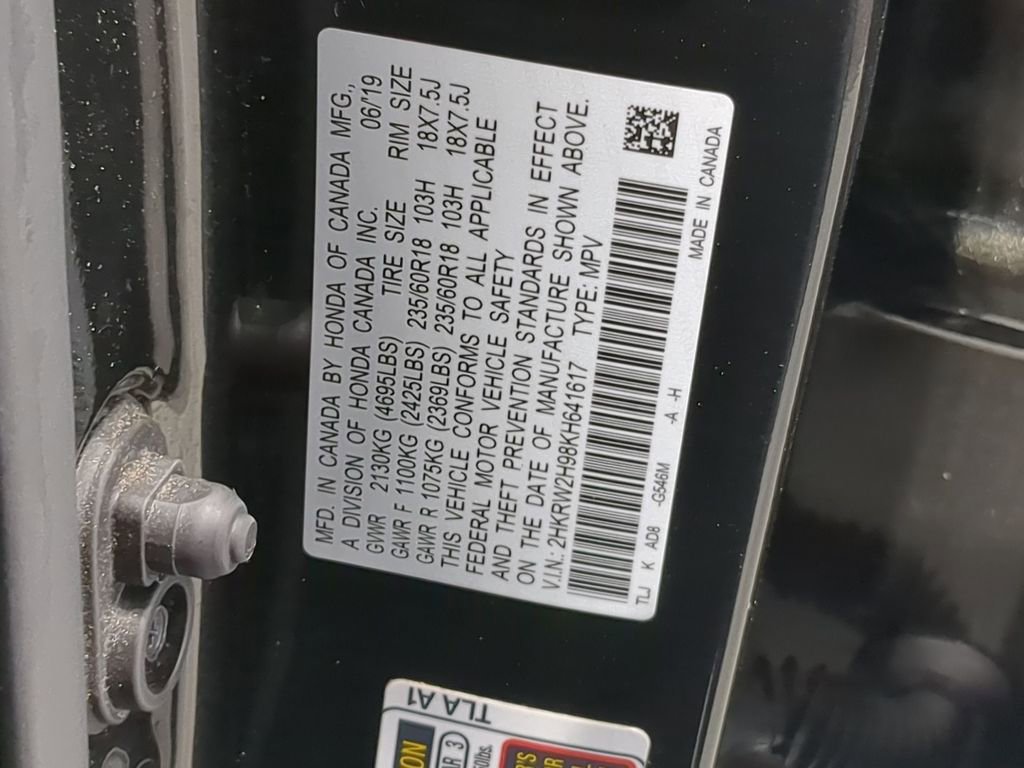 MFD. IN CANADA BY HONDA OF CANADA MFG.,
A DIVISION OF HONDA CANADA INC. 06/19
GVWR 2130KG (4695LBS) TIRE SIZE RIM SIZE
GAWR F 1100KG (2425LBS) 235/60R18 103H 18X7.5J
GAWR R 1075KG (2369LBS) 235/60R18 103H 18X7.5J
THIS VEHICLE CONFORMS TO ALL APPLICABLE
FEDERAL MOTOR VEHICLE SAFETY
AND THEFT PREVENTION STANDARDS IN EFFECT
ON THE DATE OF MANUFACTURE SHOWN ABOVE.
V.I.N.: 2HKRW2H98KH641617 TYPE: MPV
TLJ K AD8 -G546M -A -H MADE IN CANADA
TLA A1